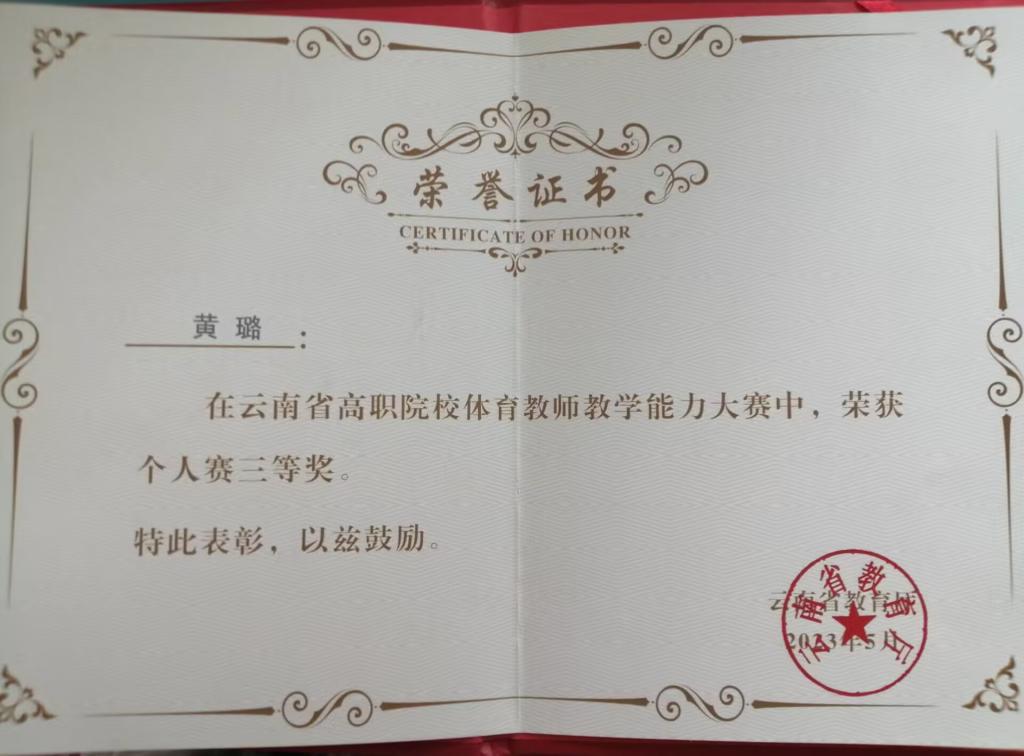 荣誉证书
CERTIFICATE OF HONOR
黄璐：
在云南省高职院校体育教师教学能力大赛中，荣获
个人赛三等奖。
特此表彰，以兹鼓励。
云南省教育厅
2023年5月
云南省教育厅